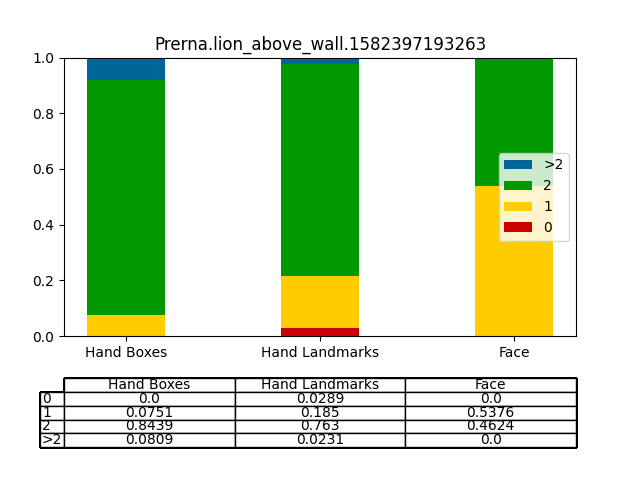 Prerna.lion_above_wall.1582397193263
1.0
0.8
0.6
0.4
0.2
0.0
>2
2
1
0
Hand Boxes Hand Landmarks Face
Hand Boxes Hand Landmarks Face
0 0.0 0.0289 0.0
1 0.0751 0.185 0.5376
2 0.8439 0.763 0.4624
>2 0.0809 0.0231 0.0